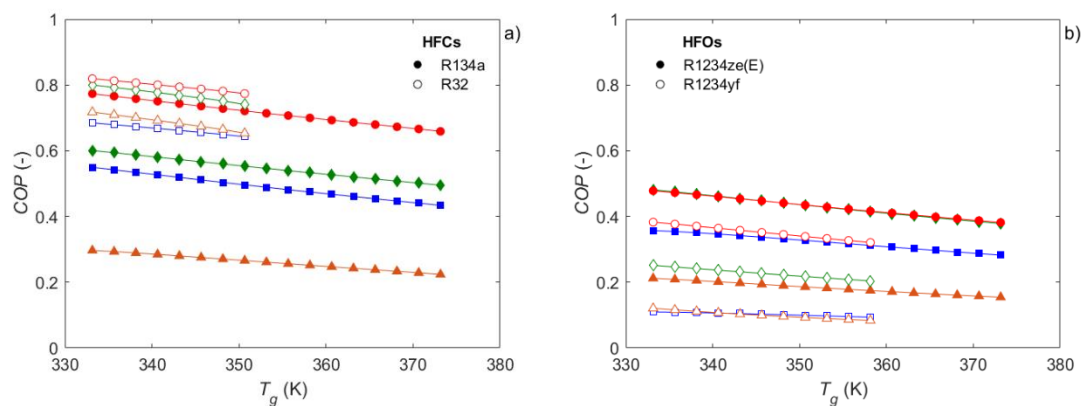 1
a)
HFCs
R134a
R32
0.8
0.6
0.4
0.2
0
COP (-)
330 340 350 360 370 380
T_g (K)
1
b)
HFOs
R1234ze(E)
R1234yf
0.8
0.6
0.4
0.2
0
COP (-)
330 340 350 360 370 380
T_g (K)